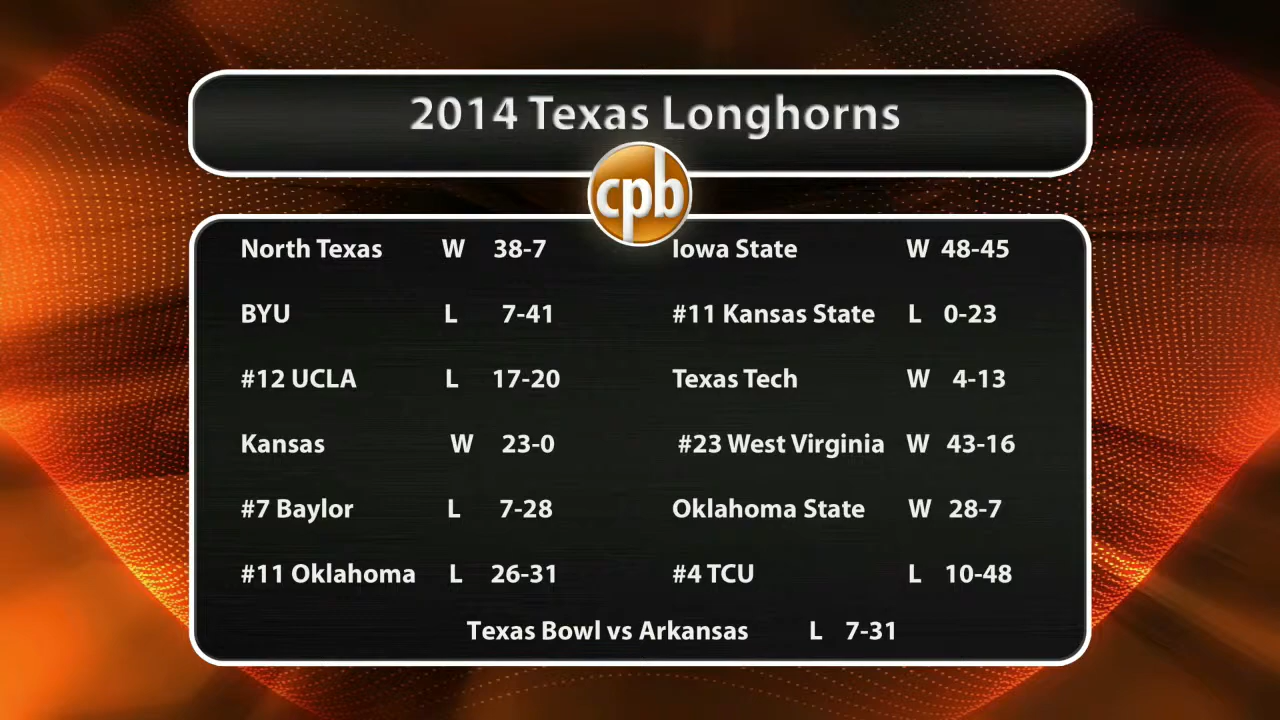 2014 Texas Longhorns
cpb
North Texas W 38-7
BYU L 7-41
#12 UCLA L 17-20
Kansas W 23-0
#7 Baylor L 7-28
#11 Oklahoma L 26-31
Iowa State W 48-45
#11 Kansas State L 0-23
Texas Tech W 4-13
#23 West Virginia W 43-16
Oklahoma State W 28-7
#4 TCU L 10-48
Texas Bowl vs Arkansas L 7-31